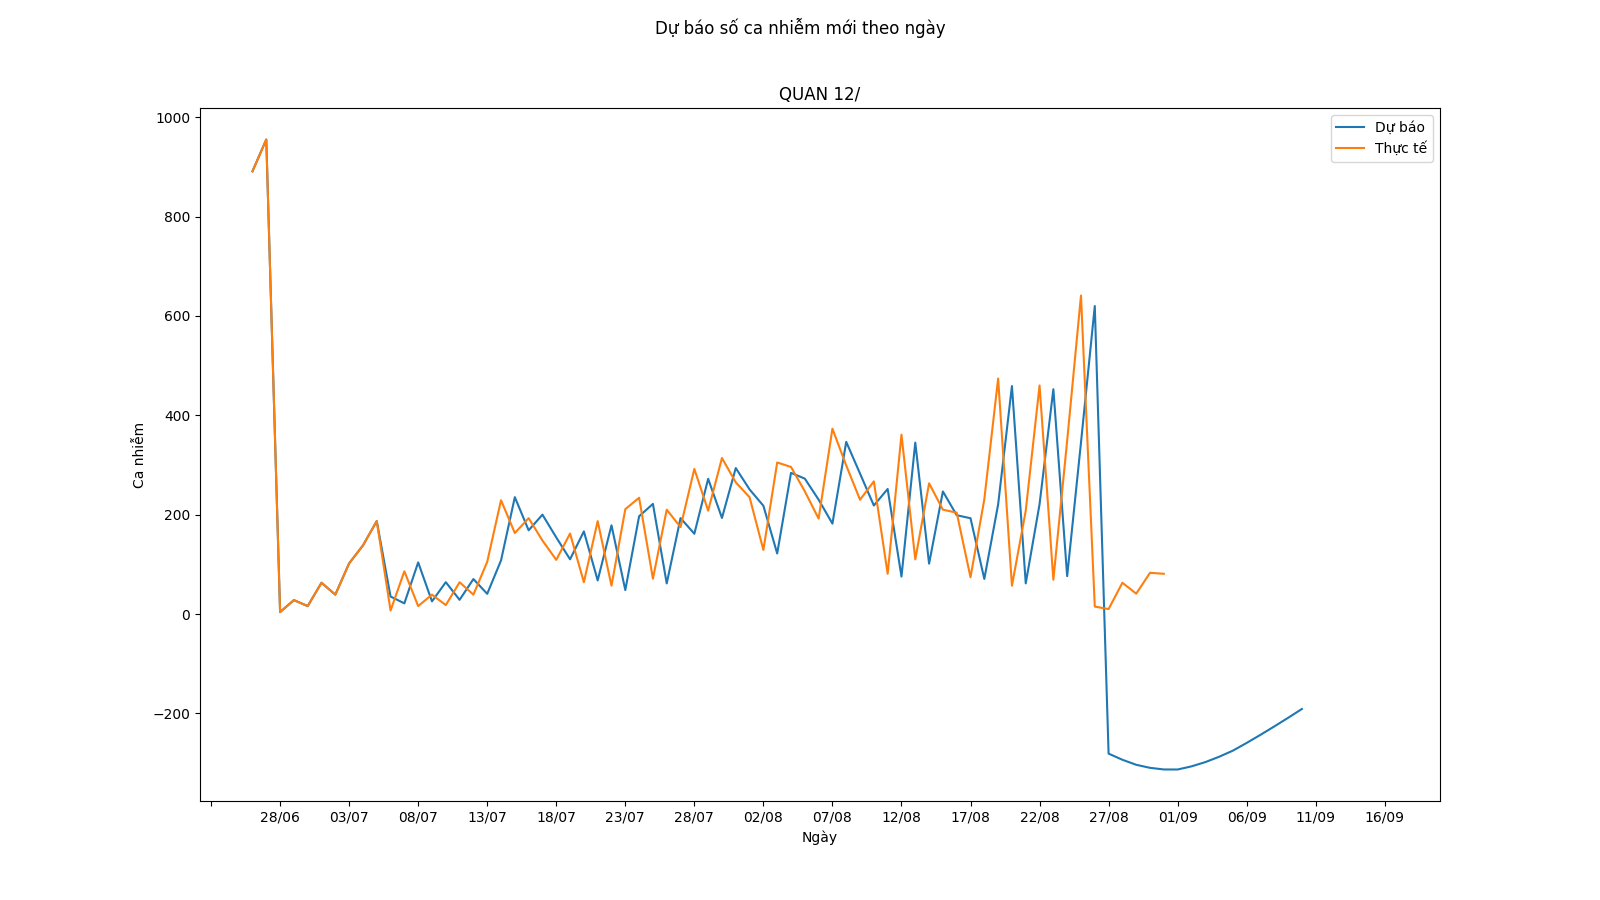 Dự báo số ca nhiễm mới theo ngày
QUAN 12/
Dự báo
Thực tế
1000
800
600
400
200
0
−200
Ca nhiễm
28/06 03/07 08/07 13/07 18/07 23/07 28/07 02/08 07/08 12/08 17/08 22/08 27/08 01/09 06/09 11/09 16/09
Ngày